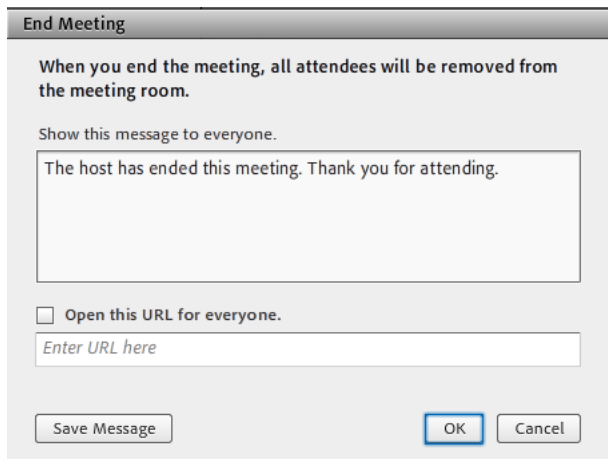 End Meeting
When you end the meeting, all attendees will be removed from
the meeting room.
Show this message to everyone.
The host has ended this meeting. Thank you for attending.
Open this URL for everyone.
Enter URL here
Save Message
OK
Cancel